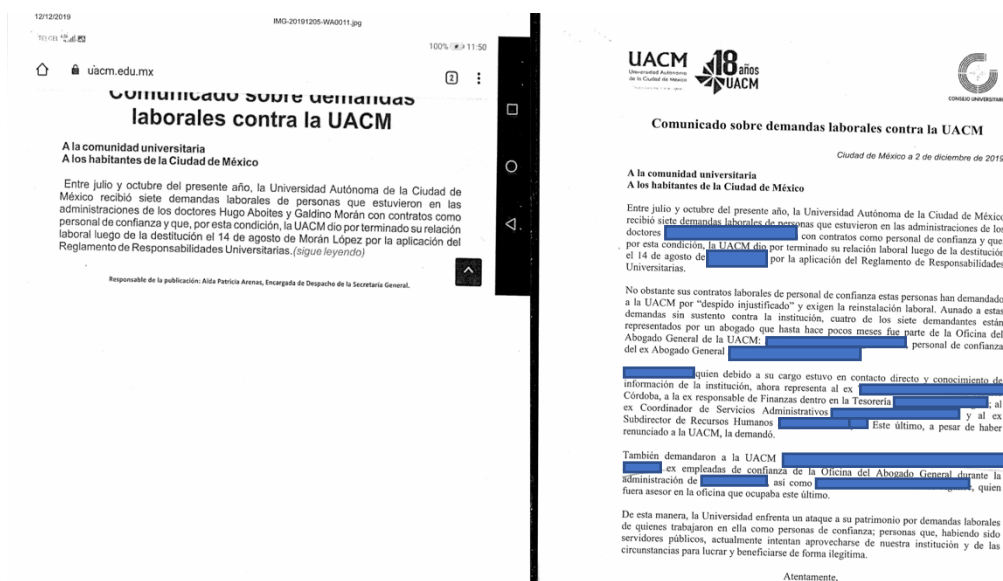 12/12/2019
IMG-20191205-WA0011.jpg
100% 11:50
uacm.edu.mx
2
Comunicado sobre demandas
laborales contra la UACM
A la comunidad universitaria
A los habitantes de la Ciudad de México
Entre julio y octubre del presente año, la Universidad Autónoma de la Ciudad de
México recibió siete demandas laborales de personas que estuvieron en las
administraciones de los doctores Hugo Aboites y Galdino Morán con contratos como
personal de confianza y que, por esta condición, la UACM dio por terminado su relación
laboral luego de la destitución el 14 de agosto de Morán López por la aplicación del
Reglamento de Responsabilidades Universitarias.(sigue leyendo)
Responsable de la publicación: Aida Patricia Arenas, Encargada de Despacho de la Secretaría General.
UACM
Universidad Autónoma
de la Ciudad de México
18 años
UACM
CONSEJO UNIVERSITARIO
Comunicado sobre demandas laborales contra la UACM
Ciudad de México a 2 de diciembre de 2019
A la comunidad universitaria
A los habitantes de la Ciudad de México
Entre julio y octubre del presente año, la Universidad Autónoma de la Ciudad de México
recibió siete demandas laborales de personas que estuvieron en las administraciones de los
doctores con contratos como personal de confianza y que
por esta condición, la UACM dio por terminado su relación laboral luego de la destitución
el 14 de agosto de por la aplicación del Reglamento de Responsabilidades
Universitarias.
No obstante sus contratos laborales de personal de confianza estas personas han demandado
a la UACM por "despido injustificado" y exigen la reinstalación laboral. Aunado a estas
demandas sin sustento contra la institución, cuatro de los siete demandantes están
representados por un abogado que hasta hace pocos meses fue parte de la Oficina del
Abogado General de la UACM: , personal de confianza
del ex Abogado General
quien debido a su cargo estuvo en contacto directo y conocimiento de
información de la institución, ahora representa al ex
Córdoba, a la ex responsable de Finanzas dentro en la Tesorería ; al
ex Coordinador de Servicios Administrativos y al ex
Subdirector de Recursos Humanos Este último, a pesar de haber
renunciado a la UACM, la demandó.
También demandaron a la UACM
ex empleadas de confianza de la Oficina del Abogado General durante la
administración de , así como , quien
fuera asesor en la oficina que ocupaba este último.
De esta manera, la Universidad enfrenta un ataque a su patrimonio por demandas laborales
de quienes trabajaron en ella como personas de confianza; personas que, habiendo sido
servidores públicos, actualmente intentan aprovecharse de nuestra institución y de las
circunstancias para lucrar y beneficiarse de forma ilegítima.
Atentamente,